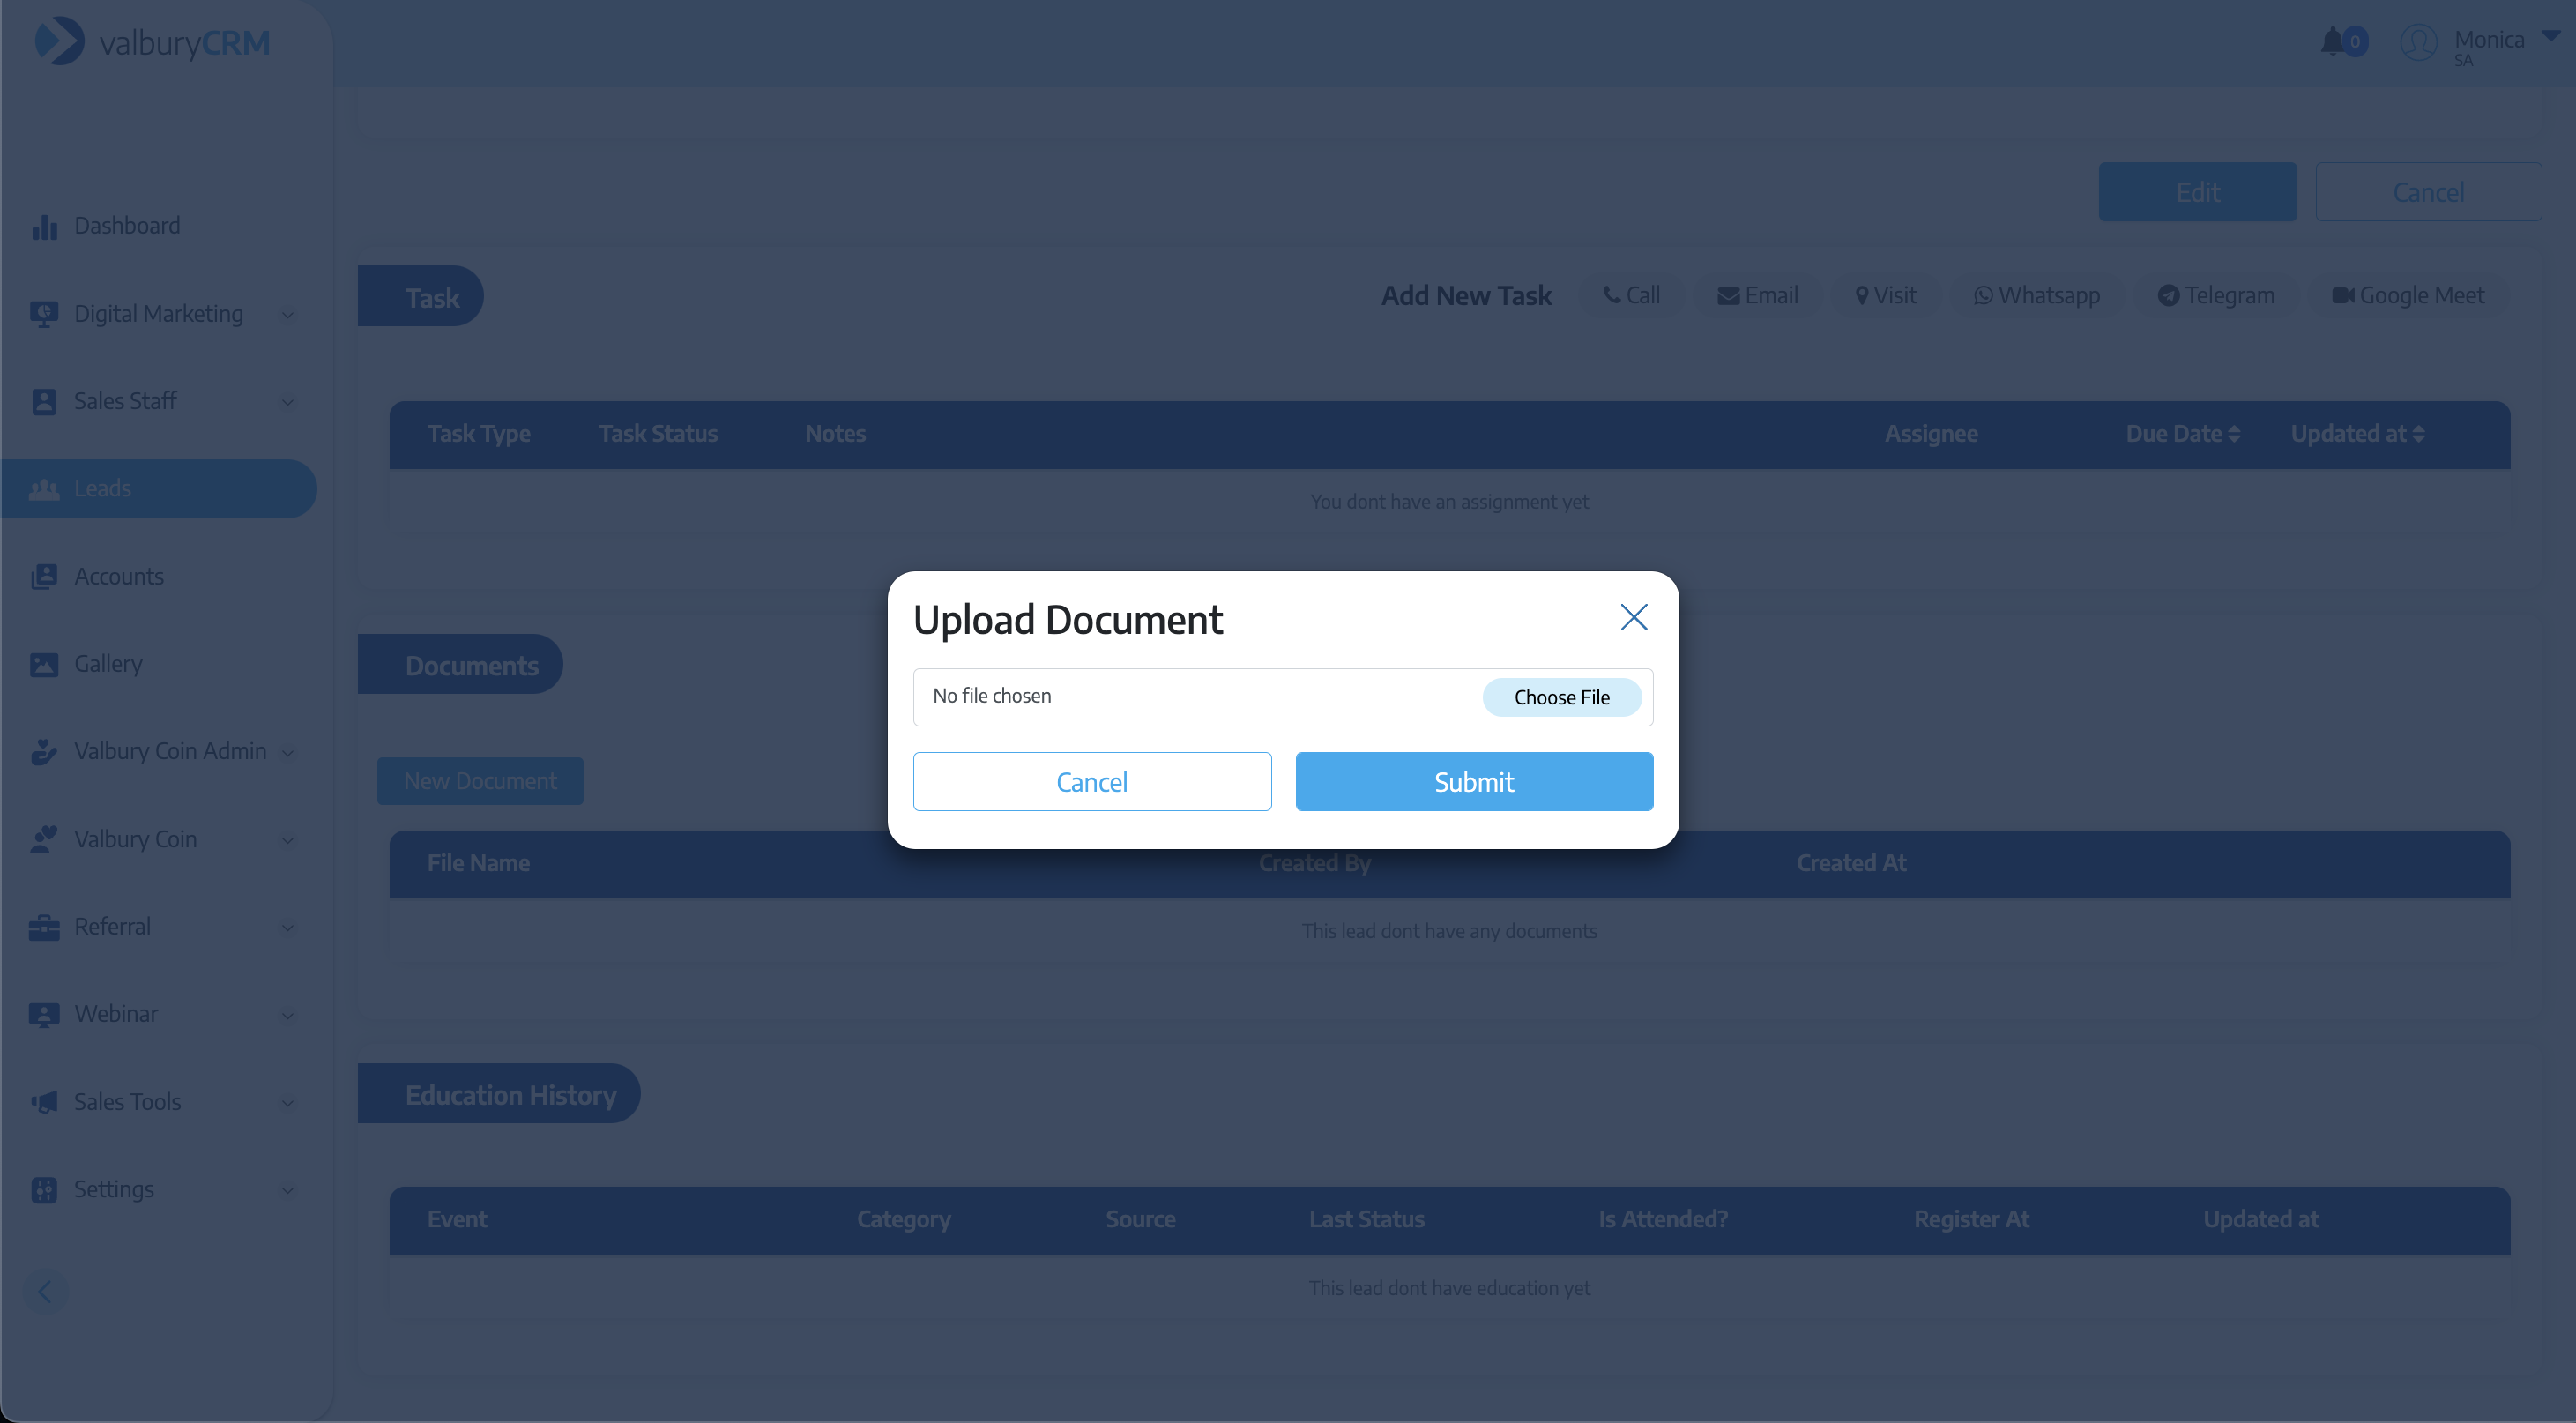 valburyCRM
0
Monica
SA
Dashboard
Digital Marketing
Sales Staff
Leads
Accounts
Gallery
Valbury Coin Admin
Valbury Coin
Referral
Webinar
Sales Tools
Settings
Edit
Cancel
Task
Add New Task
Call
Email
Visit
Whatsapp
Telegram
Google Meet
Task Type
Task Status
Notes
Assignee
Due Date
Updated at
You dont have an assignment yet
Documents
New Document
Upload Document
No file chosen
Choose File
Cancel
Submit
File Name
Created By
Created At
This lead dont have any documents
Education History
Event
Category
Source
Last Status
Is Attended?
Register At
Updated at
This lead dont have education yet